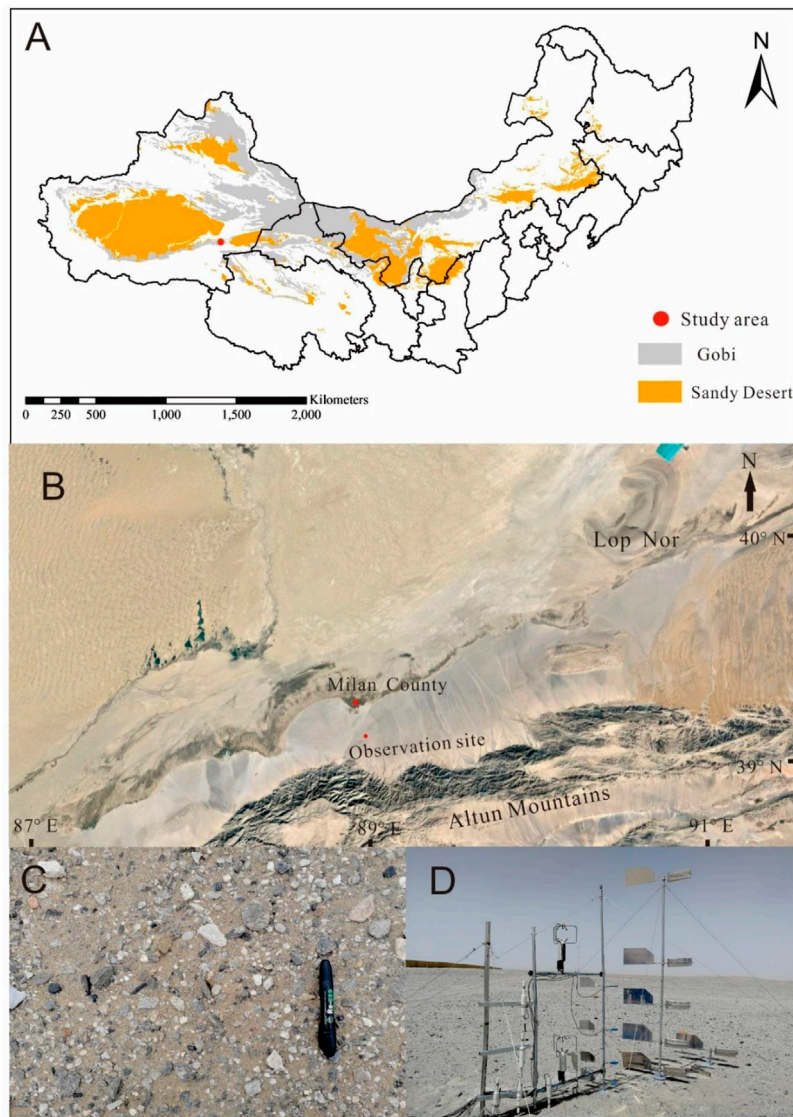 A
N
Study area
Gobi
Sandy Desert
Kilometers
0 250 500 1,000 1,500 2,000
B
N
Lop Nor
40° N
Milan County
Observation site
39° N
Altun Mountains
87° E
89° E
91° E
C
D